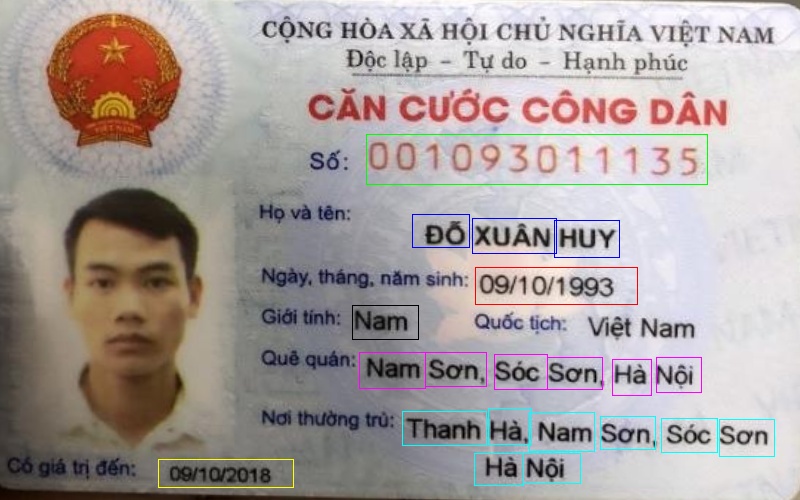 CỘNG HÒA XÃ HỘI CHỦ NGHĨA VIỆT NAM
Độc lập - Tự do - Hạnh phúc
CĂN CƯỚC CÔNG DÂN
Số: 001093011135
Họ và tên:
ĐỖ XUÂN HUY
Ngày, tháng, năm sinh: 09/10/1993
Giới tính: Nam Quốc tịch: Việt Nam
Quê quán: Nam Sơn, Sóc Sơn, Hà Nội
Nơi thường trú: Thanh Hà, Nam Sơn, Sóc Sơn
Hà Nội
Có giá trị đến: 09/10/2018